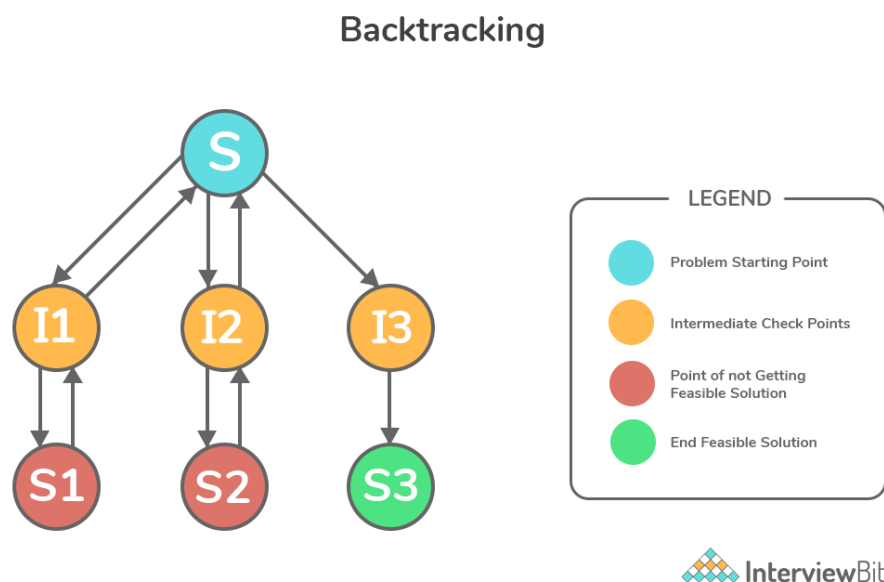 Backtracking
S
I1
I2
I3
S1
S2
S3
LEGEND
Problem Starting Point
Intermediate Check Points
Point of not Getting
Feasible Solution
End Feasible Solution
InterviewBit